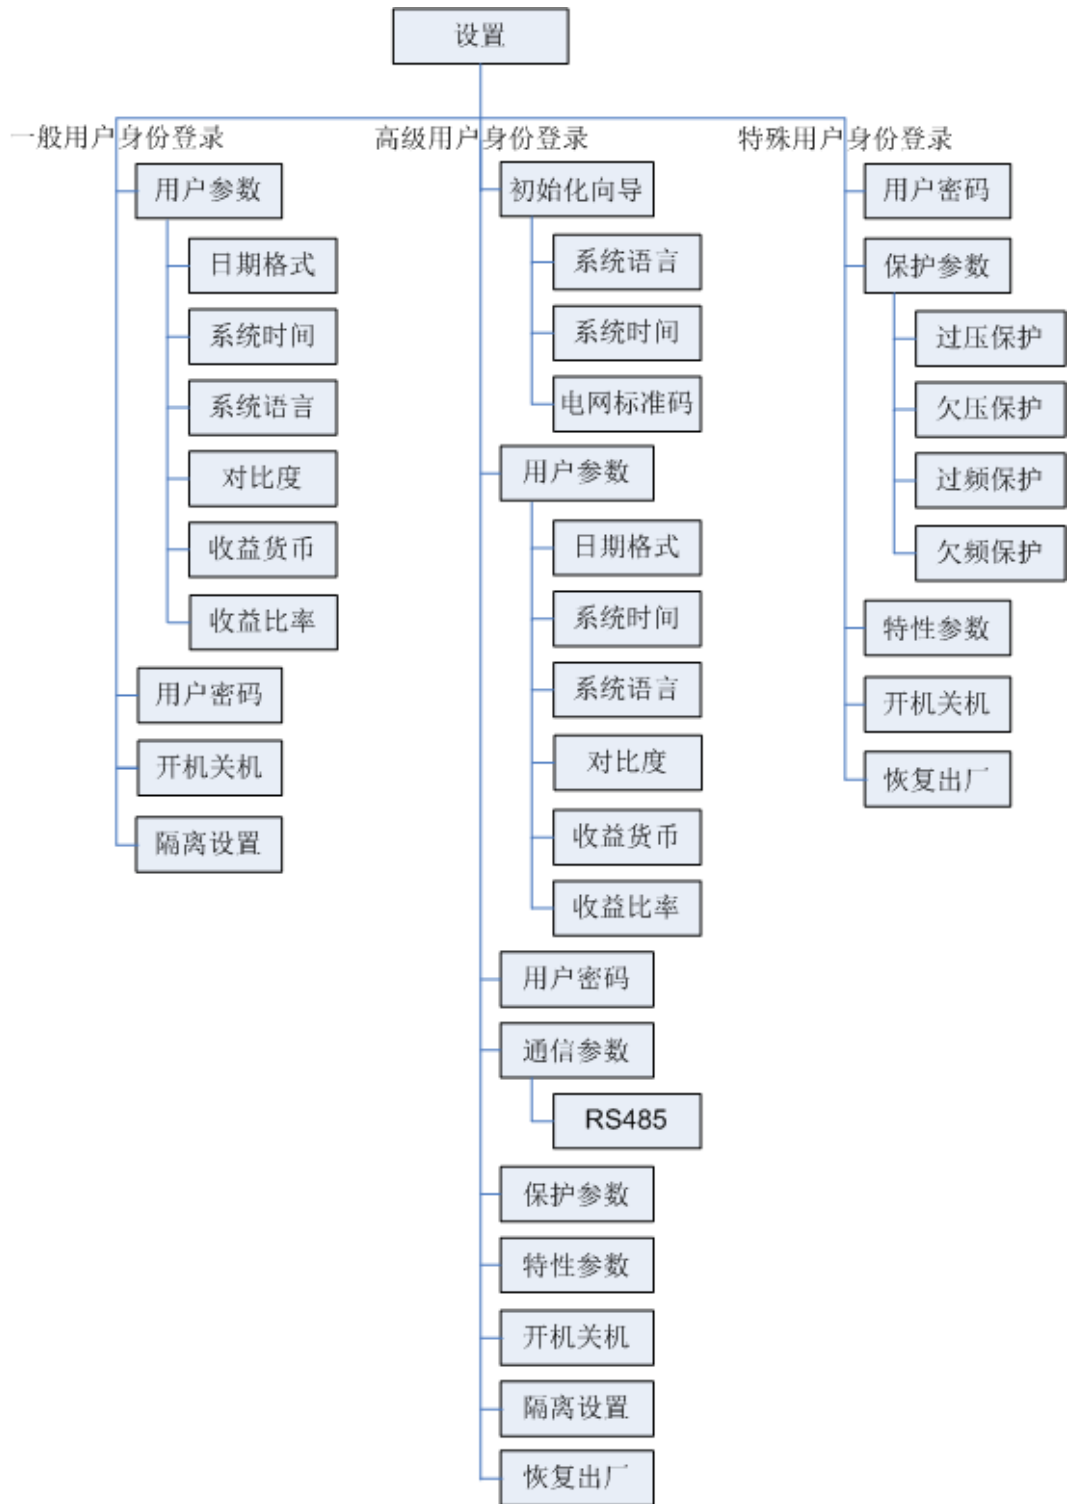 设置
一般用户身份登录
用户参数
日期格式
系统时间
系统语言
对比度
收益货币
收益比率
用户密码
开机关机
隔离设置
高级用户身份登录
初始化向导
系统语言
系统时间
电网标准码
用户参数
日期格式
系统时间
系统语言
对比度
收益货币
收益比率
用户密码
通信参数
RS485
保护参数
特性参数
开机关机
隔离设置
恢复出厂
特殊用户身份登录
用户密码
保护参数
过压保护
欠压保护
过频保护
欠频保护
特性参数
开机关机
恢复出厂